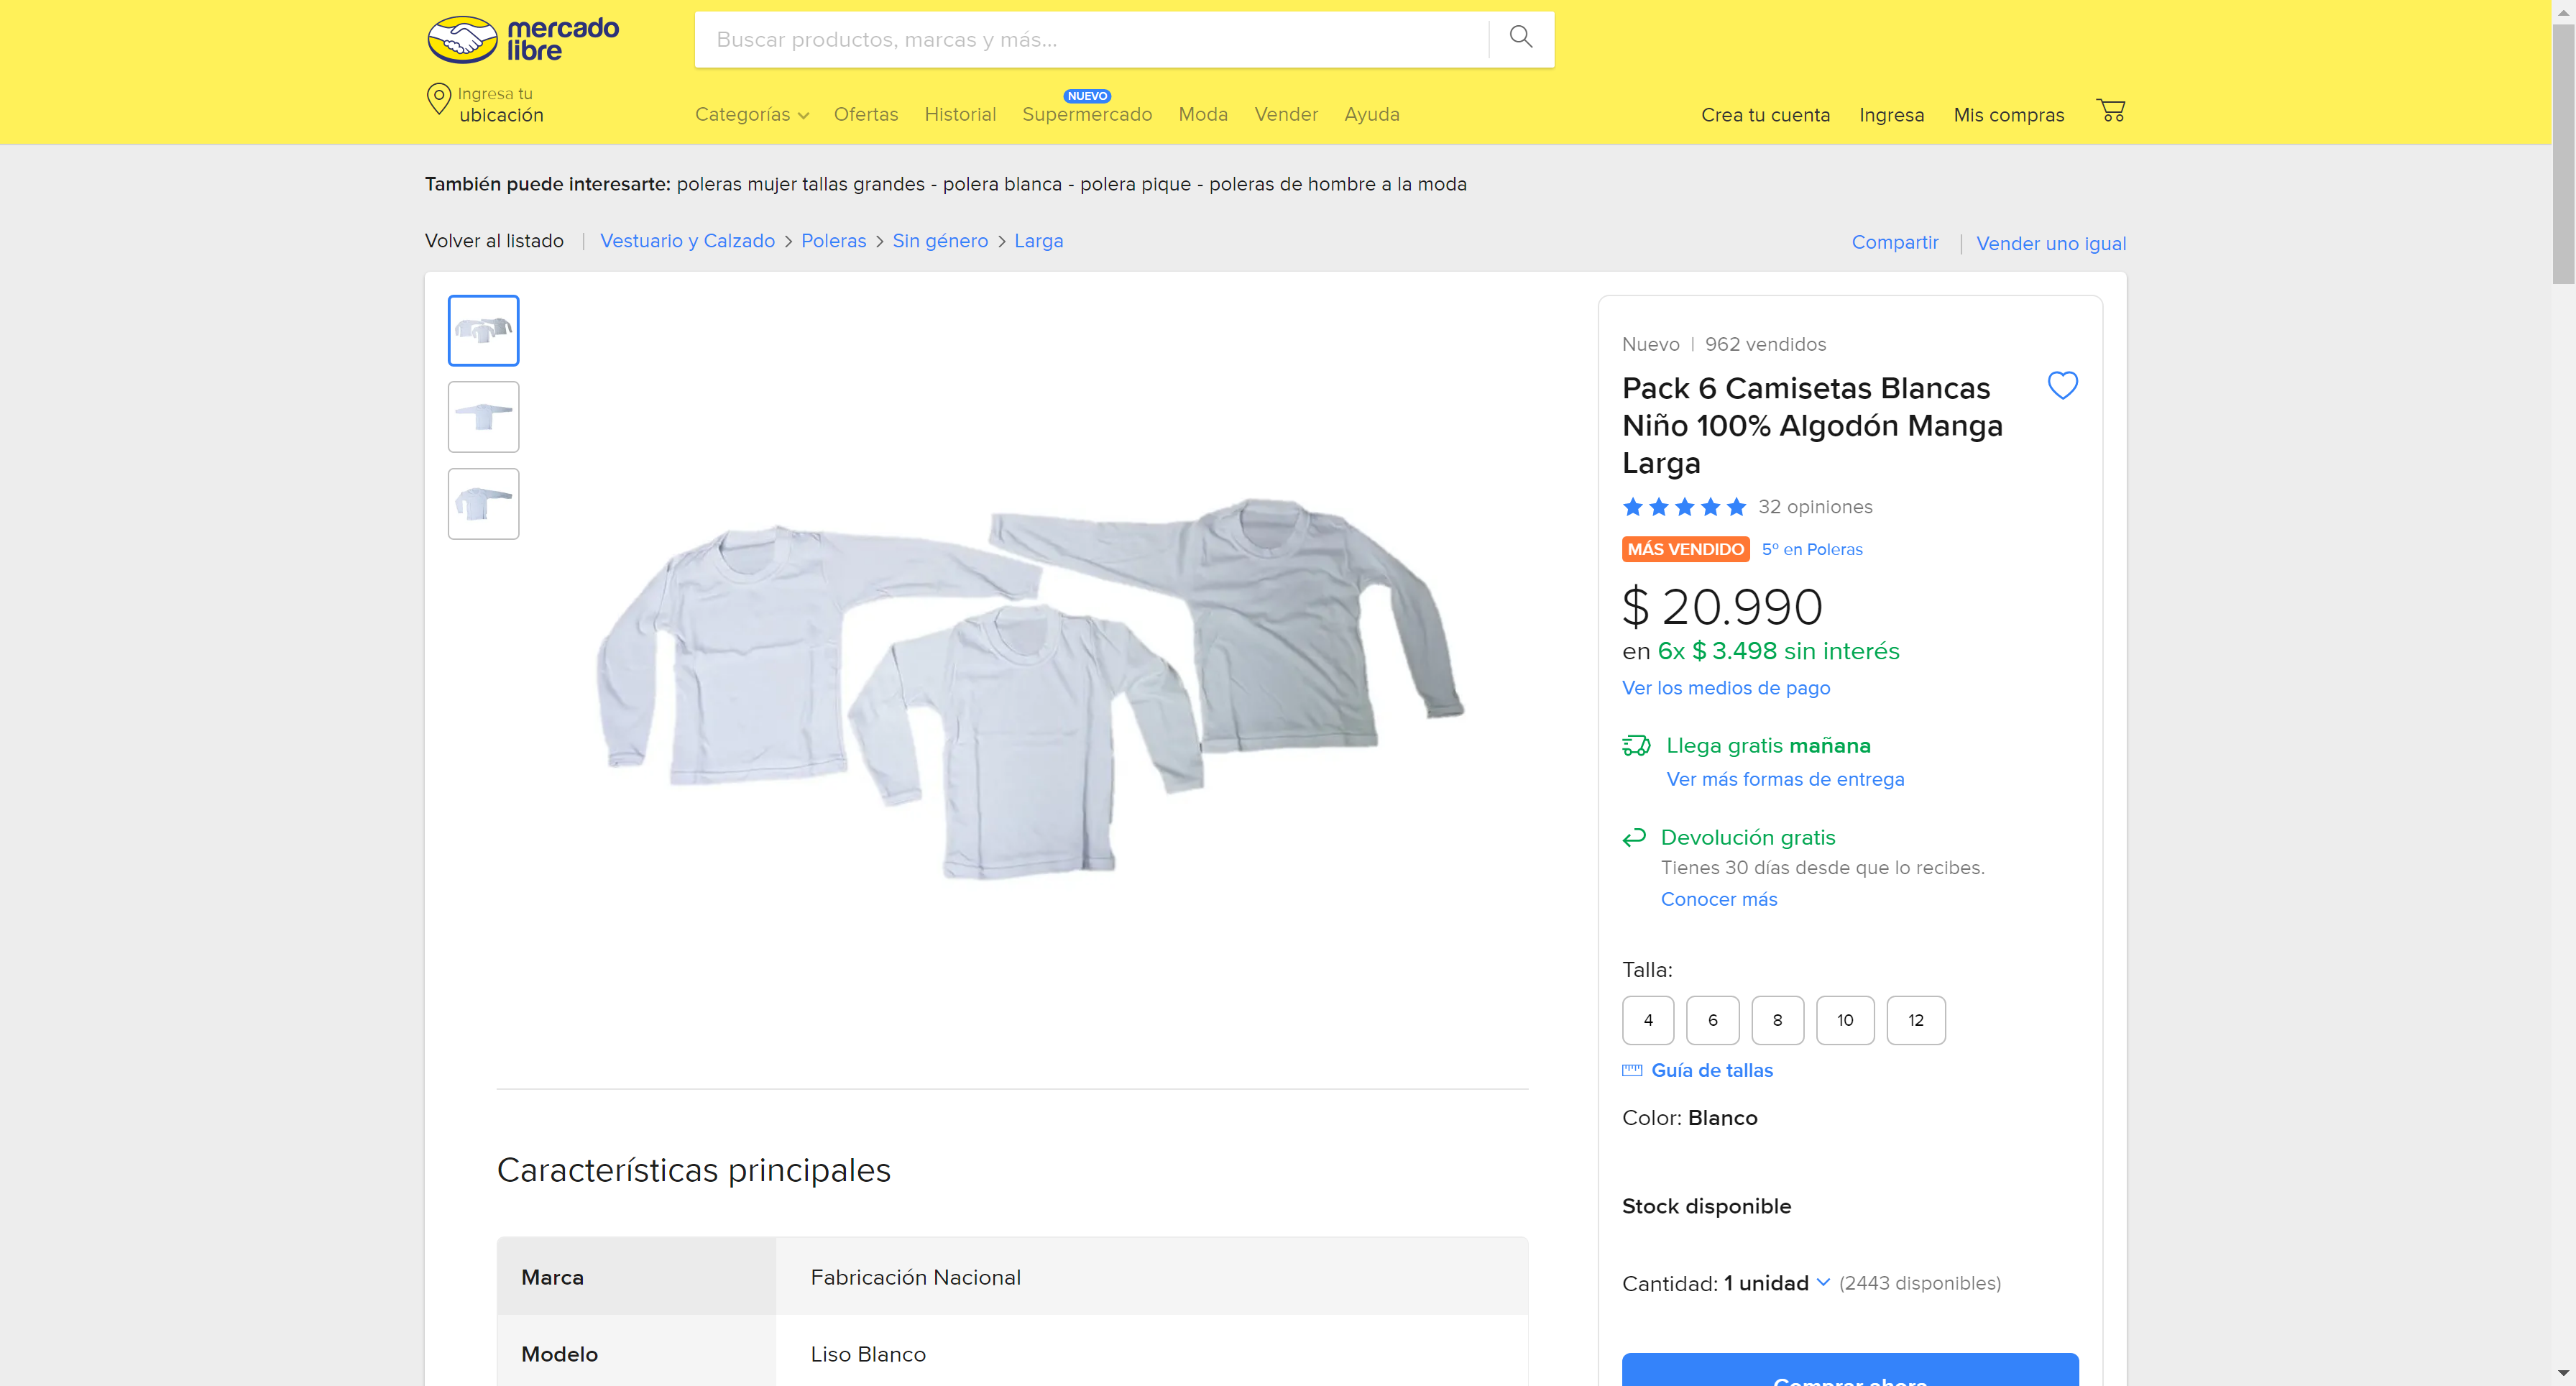 mercado
libre
Buscar productos, marcas y más...
Ingresa tu
ubicación
Categorías
Ofertas
Historial
NUEVO
Supermercado
Moda
Vender
Ayuda
Crea tu cuenta
Ingresa
Mis compras
También puede interesarte: poleras mujer tallas grandes - polera blanca - polera pique - poleras de hombre a la moda
Volver al listado | Vestuario y Calzado > Poleras > Sin género > Larga
Compartir | Vender uno igual
Nuevo | 962 vendidos
Pack 6 Camisetas Blancas
Niño 100% Algodón Manga
Larga
32 opiniones
MÁS VENDIDO 5º en Poleras
$ 20.990
en 6x $ 3.498 sin interés
Ver los medios de pago
Llega gratis mañana
Ver más formas de entrega
Devolución gratis
Tienes 30 días desde que lo recibes.
Conocer más
Talla:
4 6 8 10 12
Guía de tallas
Color: Blanco
Stock disponible
Cantidad: 1 unidad (2443 disponibles)
Comprar ahora
Características principales
Marca Fabricación Nacional
Modelo Liso Blanco